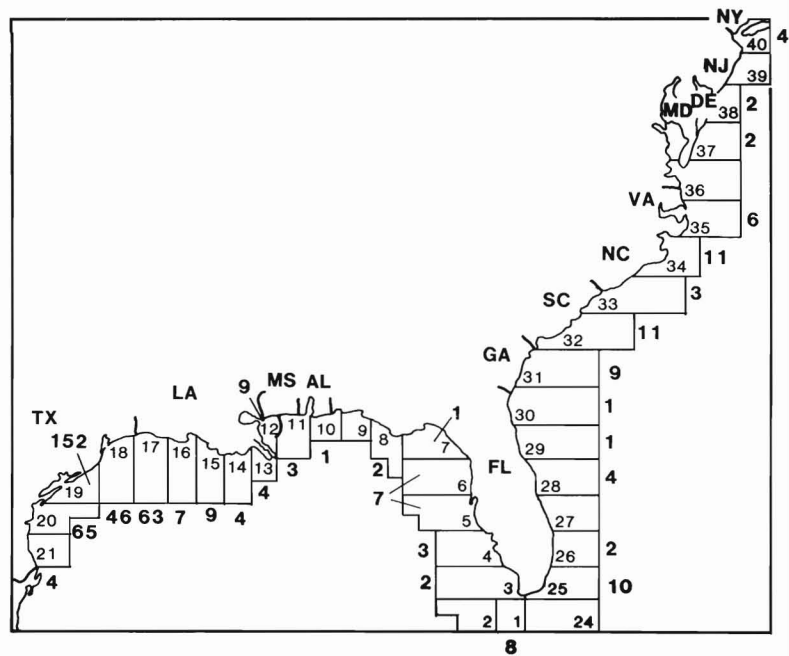 NY
40 4
NJ
39
MD DE
38 2
37 2
36
VA
35 6
NC
34 11
SC
33 3
32 11
GA
31 9
30 1
29 1
FL
28 4
27
26 2
25 10
24
9 MS AL
LA
TX
152
12 11 10 9 8 7 1
18 17 16 15 14 13
19
3 1 2
6
7
4
20 65 46 63 7 9 4
5
21
3 4
4
2 3
2 1
8